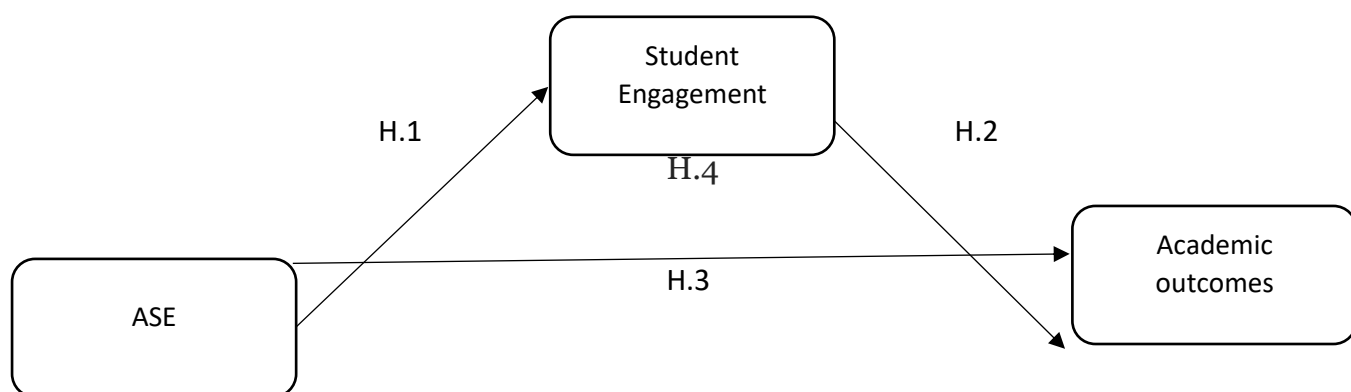 Student
Engagement
H.1
H.2
H.4
Academic
outcomes
H.3
ASE